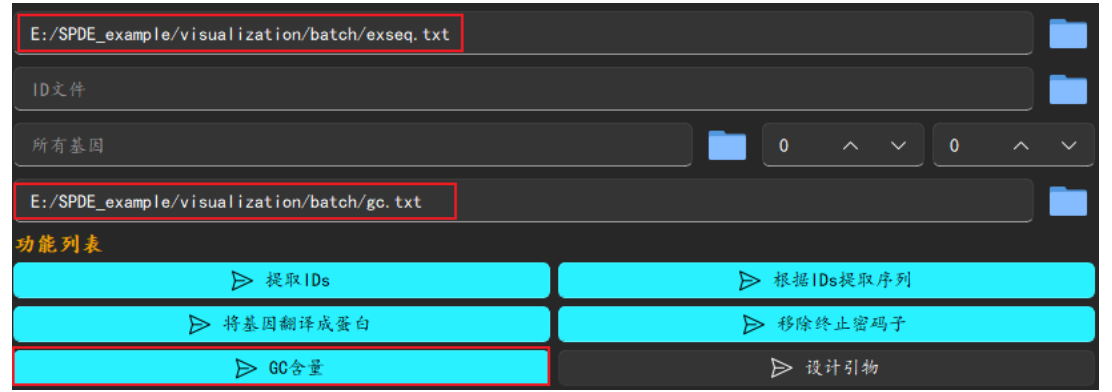 E:/SPDE_example/visualization/batch/exseq.txt
ID文件
所有基因 0 0
E:/SPDE_example/visualization/batch/gc.txt
功能列表
提取IDs 根据IDs提取序列
将基因翻译成蛋白 移除终止密码子
GC含量 设计引物